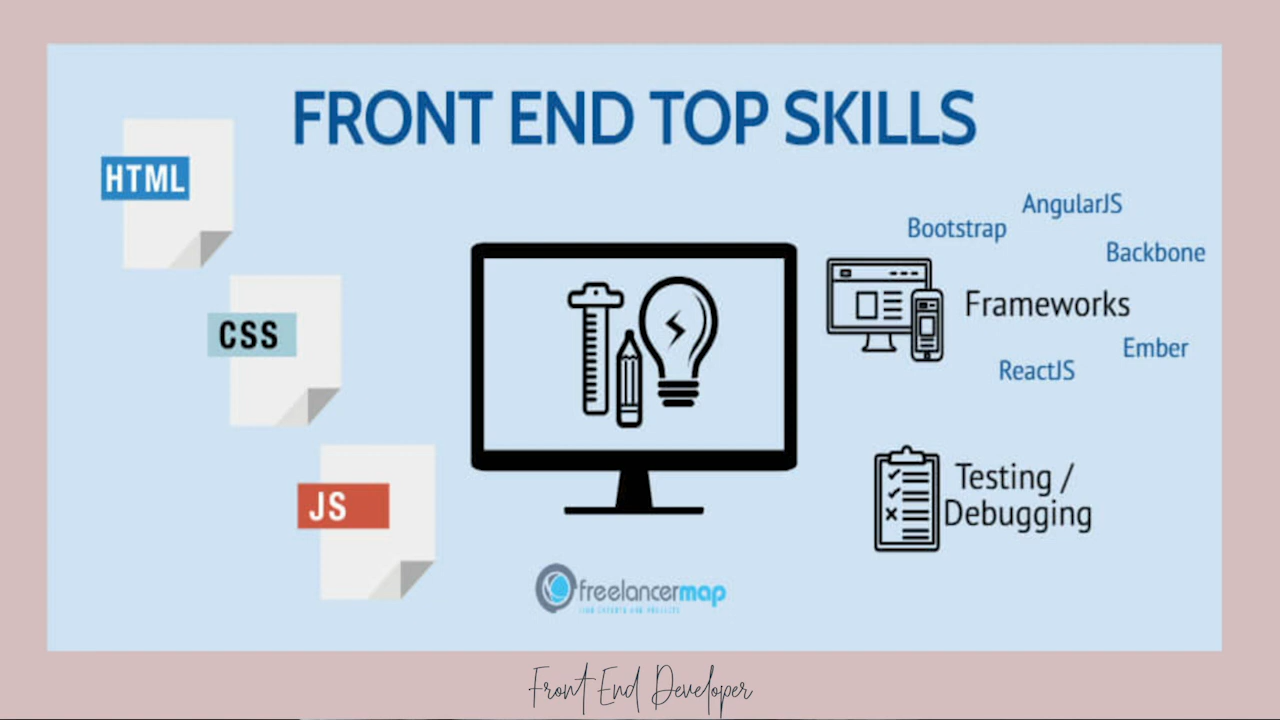 FRONT END TOP SKILLS
HTML
CSS
JS
AngularJS
Bootstrap
Backbone
Frameworks
Ember
ReactJS
Testing /
Debugging
freelancermap
Front End Developer